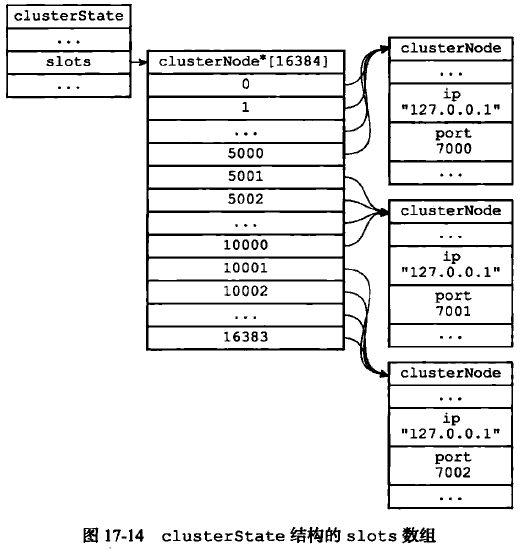 clusterState
...
slots
...
clusterNode*[16384]
0
1
...
5000
5001
5002
...
10000
10001
10002
...
16383
clusterNode
...
ip
"127.0.0.1"
port
7000
...
clusterNode
...
ip
"127.0.0.1"
port
7001
...
clusterNode
...
ip
"127.0.0.1"
port
7002
...
图 17-14 clusterState 结构的 slots 数组